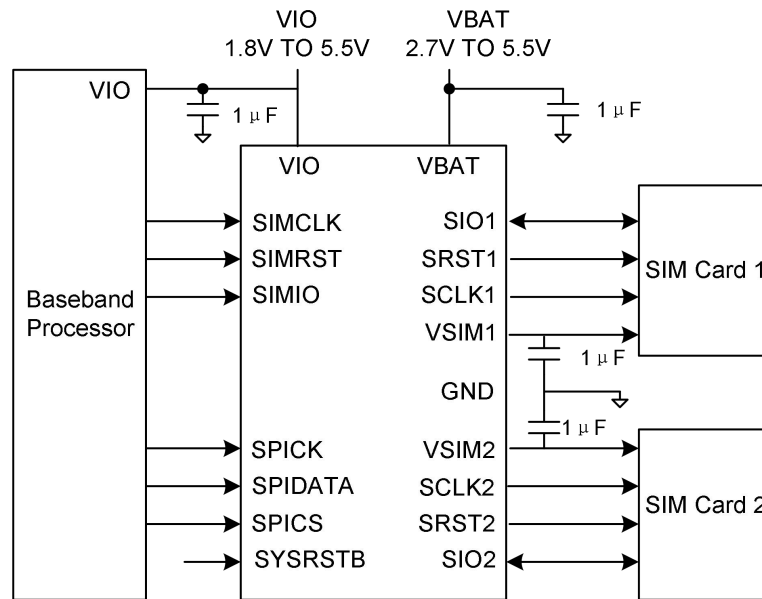 VIO
1.8V TO 5.5V
VBAT
2.7V TO 5.5V
VIO
1 μF
1 μF
VIO
VBAT
Baseband
Processor
SIMCLK
SIMRST
SIMIO
SPICK
SPIDATA
SPICS
SYSRSTB
SIO1
SRST1
SCLK1
VSIM1
GND
VSIM2
SCLK2
SRST2
SIO2
1 μF
1 μF
SIM Card 1
SIM Card 2